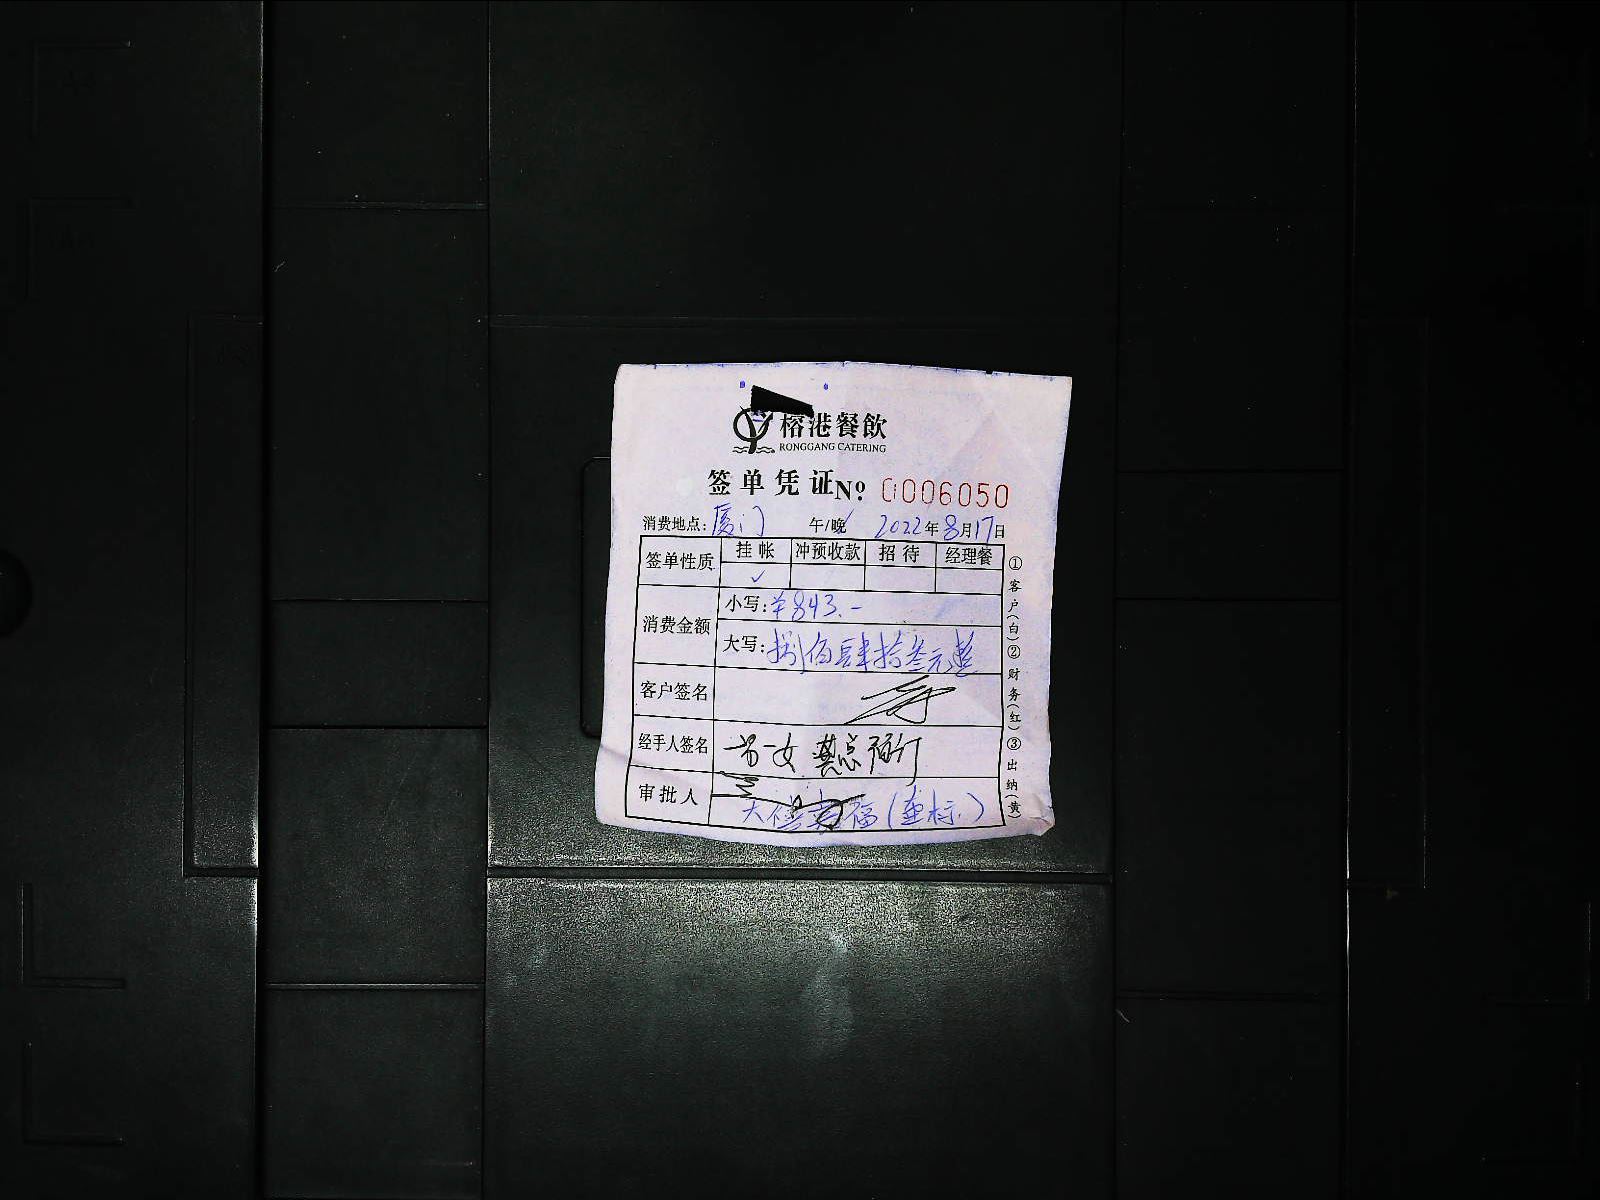 榕港餐飲
RONGGANG CATERING
签单凭证 № 0006050
消费地点: 厦门 午/晚✓ 2022年8月17日
签单性质 挂帐 冲预收款 招待 经理餐
✓
消费金额 小写: ¥843.-
大写: 捌佰肆拾叁元整
客户签名
经手人签名
审批人
①客户(白)②财务(红)③出纳(黄)